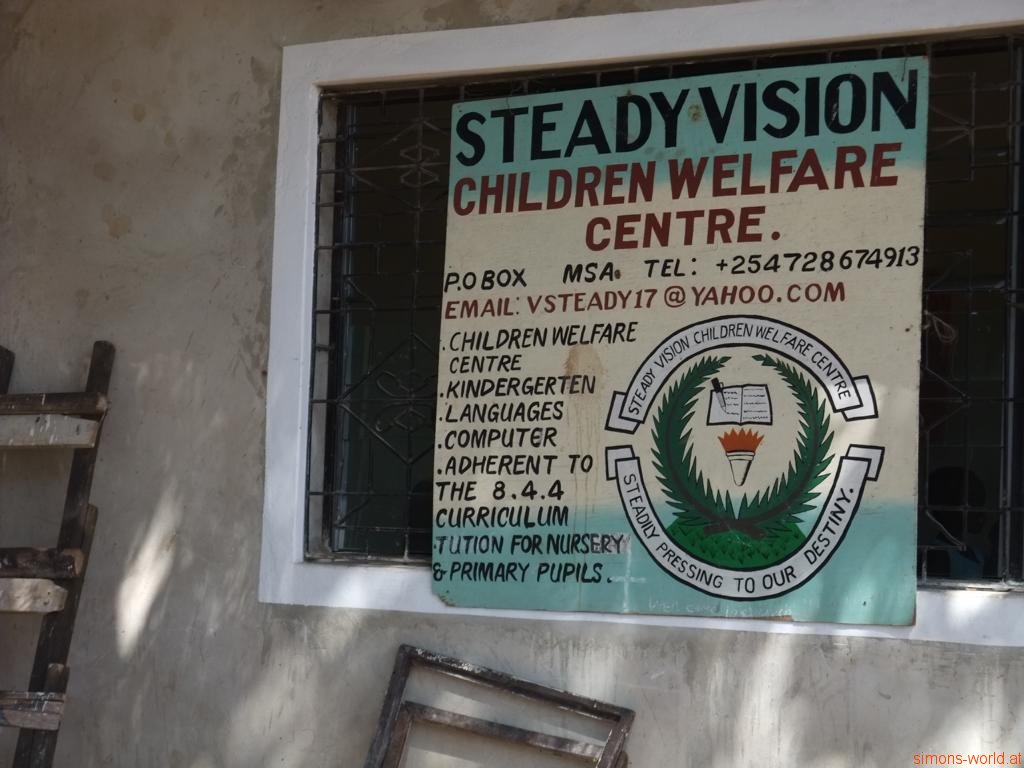 STEADY VISION
CHILDREN WELFARE
CENTRE.
P.O BOX MSA. TEL: +254728674913
EMAIL: VSTEADY17@YAHOO.COM
.CHILDREN WELFARE
CENTRE
.KINDERGERTEN
.LANGUAGES
.COMPUTER
.ADHERENT TO
THE 8.4.4
CURRICULUM
.TUTION FOR NURSERY
& PRIMARY PUPILS.
STEADY VISION CHILDREN WELFARE CENTRE
STEADILY PRESSING TO OUR DESTINY.
simons-world.at